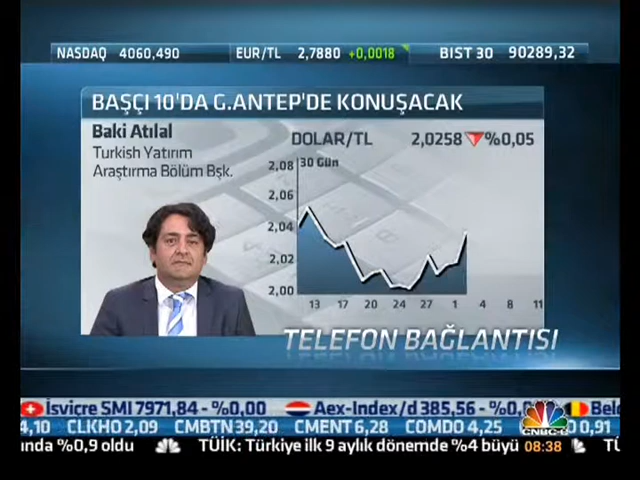 NASDAQ 4060,490 EUR/TL 2,7880 +0,0018 BIST 30 90289,32
BAŞÇI 10'DA G.ANTEP'DE KONUŞACAK
Baki Atılal
Turkish Yatırım
Araştırma Bölüm Bşk.
DOLAR/TL 2,0258 %0,05
30 Gün
2,08
2,06
2,04
2,02
2,00
13 17 20 24 27 1 4 8 11
TELEFON BAĞLANTISI
İsviçre SMI 7971,84 - %0,00 Aex-Index/d 385,56 - %0,0
4,10 CLKHO 2,09 CMBTN 39,20 CMENT 6,28 COMDO 4,25 0,91
CNBC-e
nda %0,9 oldu TÜİK: Türkiye ilk 9 aylık dönemde %4 büyü 08:38